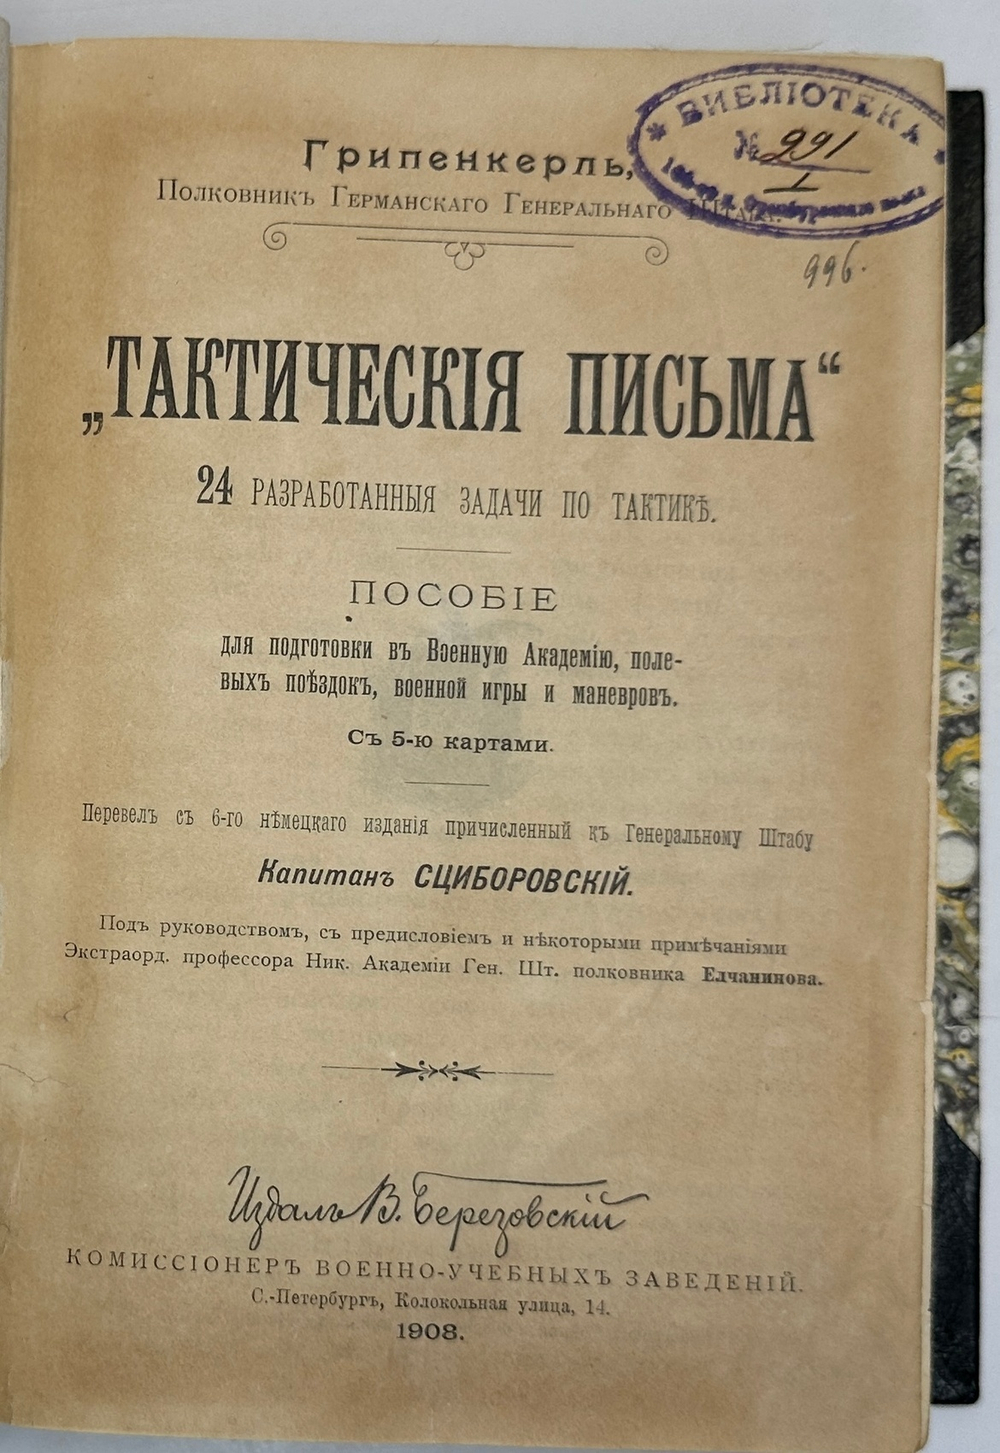 БИБЛІОТЕКА
№ 991
I
Грипенкерль,
Полковникъ Германскаго Генеральнаго Штаба.
996.
„ТАКТИЧЕСКІЯ ПИСЬМА“
24 РАЗРАБОТАННЫЯ ЗАДАЧИ ПО ТАКТИКѢ.
ПОСОБІЕ
для подготовки въ Военную Академію, поле-
выхъ поѣздокъ, военной игры и маневровъ.
Съ 5-ю картами.
Перевелъ съ 6-го нѣмецкаго изданія причисленный къ Генеральному Штабу
Капитанъ СЦИБОРОВСКІЙ.
Подъ руководствомъ, съ предисловіемъ и нѣкоторыми примѣчаніями
Экстраорд. профессора Ник. Академіи Ген. Шт. полковника Елчанинова.
Издалъ В. Березовскій
КОМИССІОНЕРЪ ВОЕННО-УЧЕБНЫХЪ ЗАВЕДЕНІЙ.
С.-Петербургъ, Колокольная улица, 14.
1908.